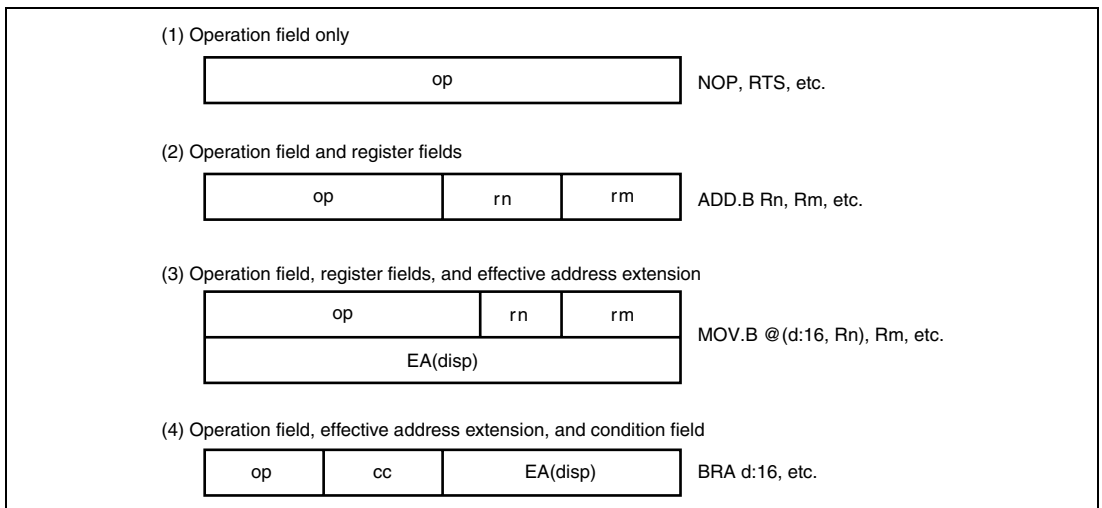 (1) Operation field only
op
NOP, RTS, etc.
(2) Operation field and register fields
op rn rm
ADD.B Rn, Rm, etc.
(3) Operation field, register fields, and effective address extension
op rn rm
EA(disp)
MOV.B @(d:16, Rn), Rm, etc.
(4) Operation field, effective address extension, and condition field
op cc EA(disp)
BRA d:16, etc.